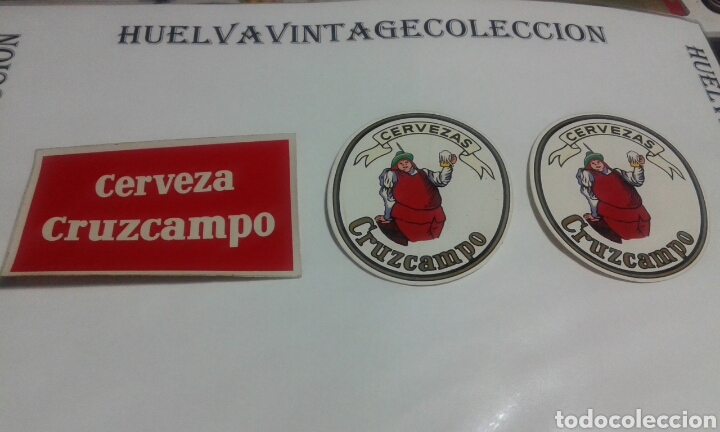 HUELVAVINTAGECOLECCION
Cerveza
Cruzcampo
CERVEZAS
Cruzcampo
CERVEZAS
Cruzcampo
todocoleccion